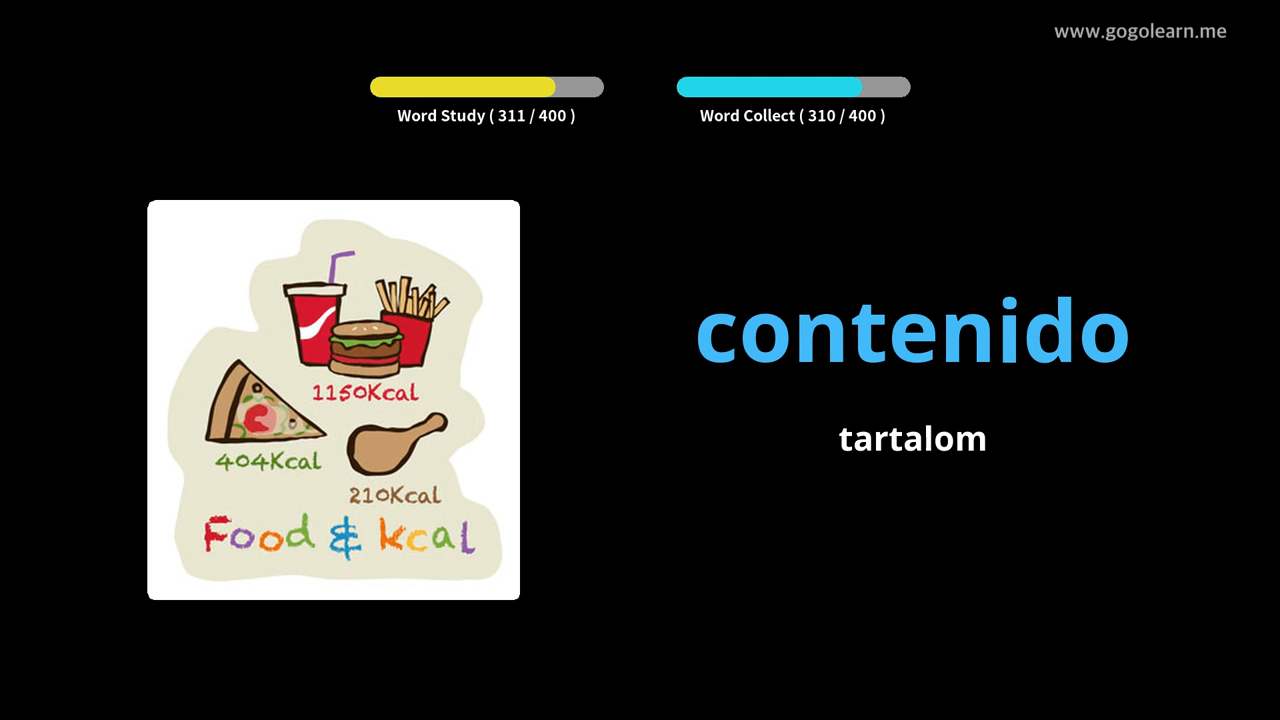 www.gogolearn.me
Word Study ( 311 / 400 )
Word Collect ( 310 / 400 )
1150Kcal
404Kcal
210Kcal
Food & kcal
contenido
tartalom